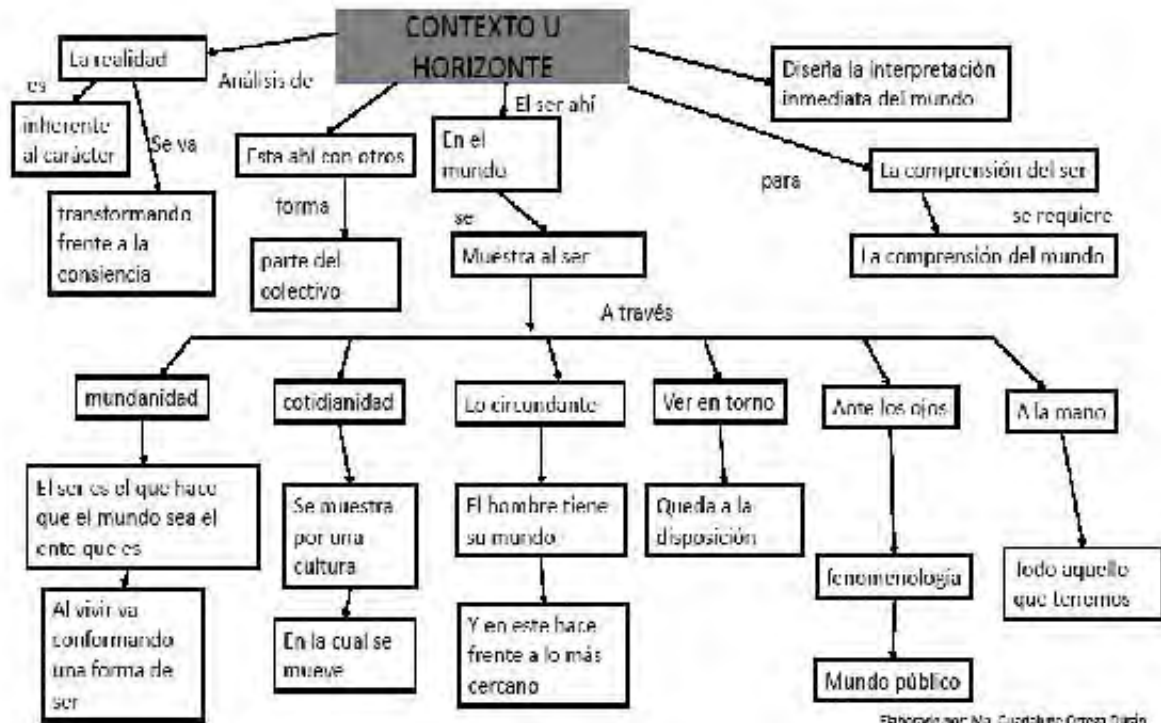 CONTEXTO U
HORIZONTE
La realidad
Análisis de
es
inherente
al carácter
Se va
transformando
frente a la
consiencia
Esta ahí con otros
forma
parte del
colectivo
El ser ahí
En el
mundo
se
Muestra al ser
Diseña la interpretación
inmediata del mundo
para
La comprensión del ser
se requiere
La comprensión del mundo
A través
mundanidad
El ser es el que hace
que el mundo sea el
ente que es
Al vivir va
conformando
una forma de
ser
cotidianidad
Se muestra
por una
cultura
En la cual se
mueve
Lo circundante
El hombre tiene
su mundo
Y en este hace
frente a lo más
cercano
Ver en torno
Queda a la
disposición
Ante los ojos
fenomenología
Mundo público
A la mano
Todo aquello
que tenemos
Elaborado por: Ma. Guadalupe